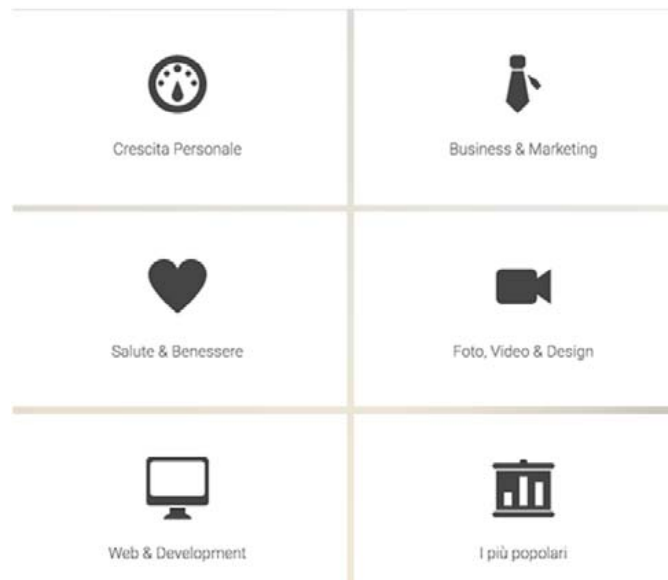 Crescita Personale
Business & Marketing
Salute & Benessere
Foto, Video & Design
Web & Development
I più popolari